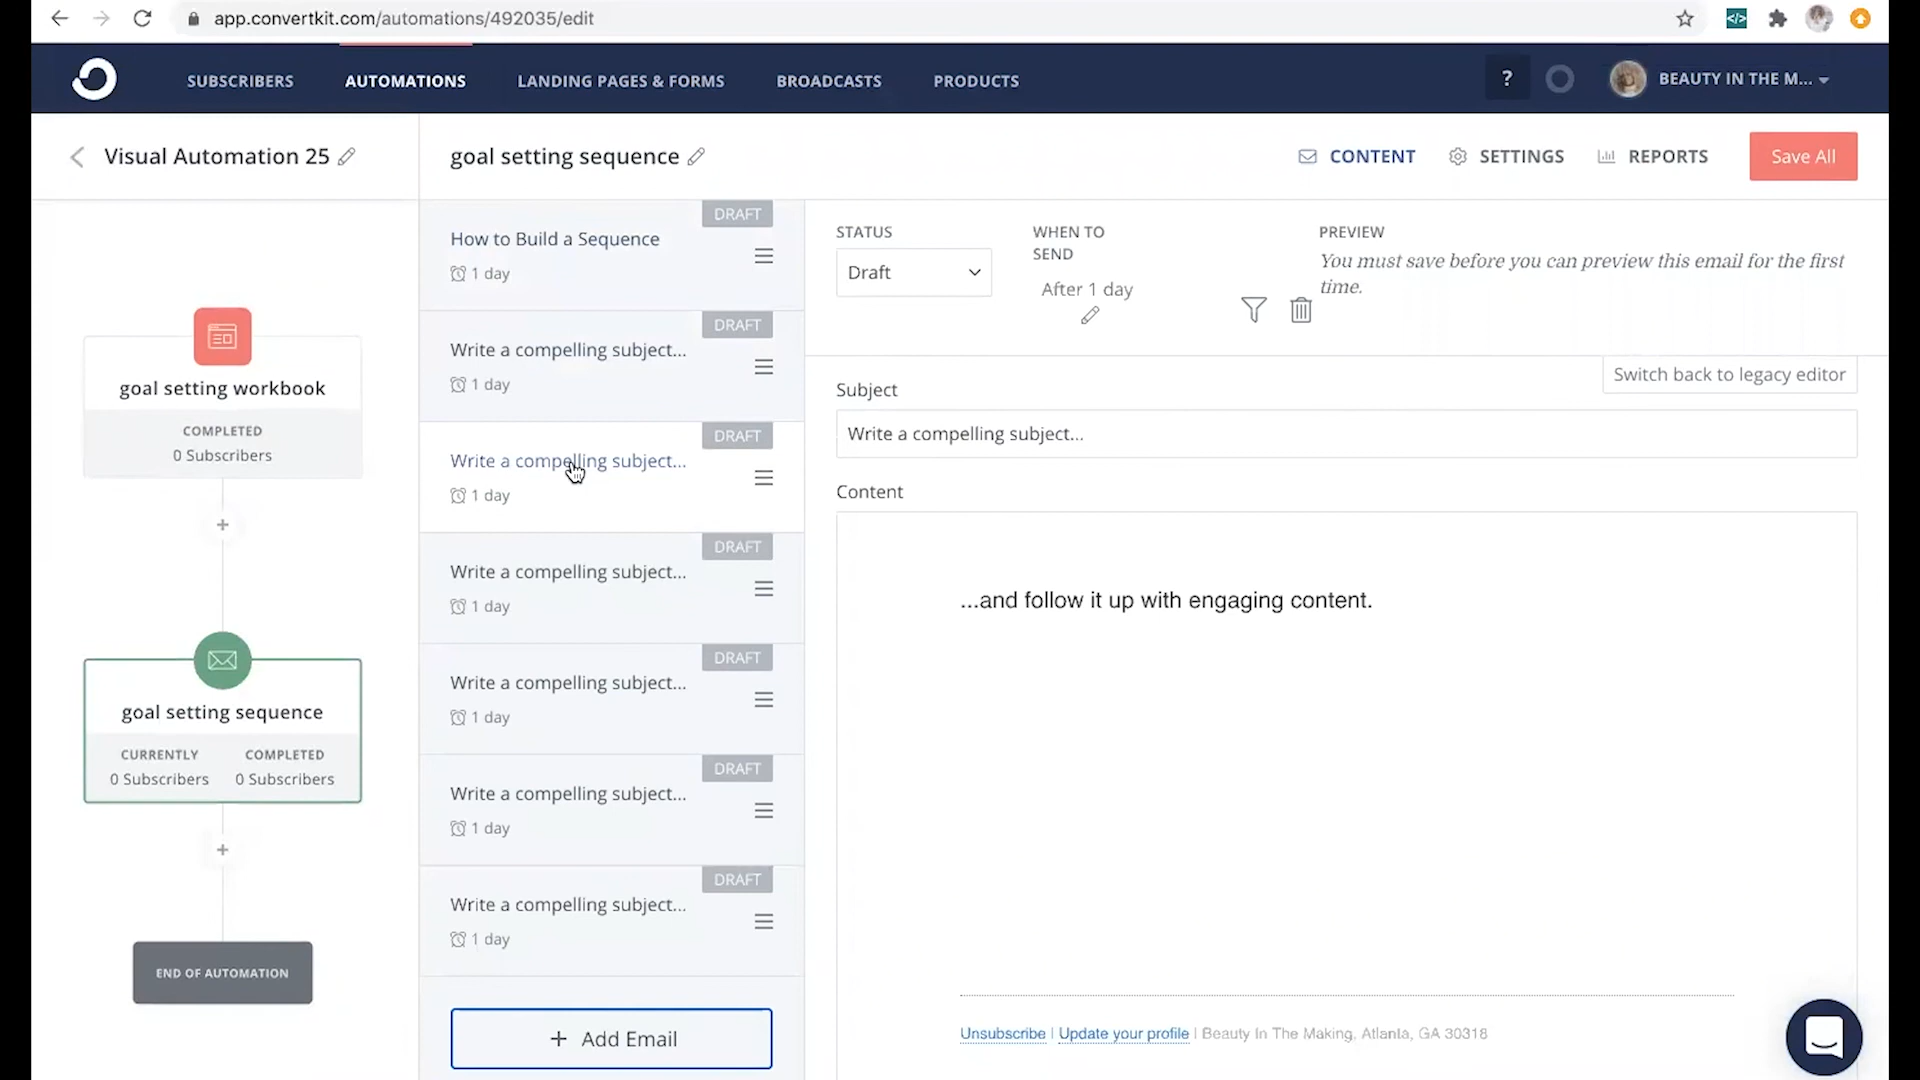 app.convertkit.com/automations/492035/edit
SUBSCRIBERS
AUTOMATIONS
LANDING PAGES & FORMS
BROADCASTS
PRODUCTS
?
BEAUTY IN THE M...
Visual Automation 25
goal setting sequence
CONTENT
SETTINGS
REPORTS
Save All
goal setting workbook
COMPLETED
0 Subscribers
+
goal setting sequence
CURRENTLY
0 Subscribers
COMPLETED
0 Subscribers
+
END OF AUTOMATION
DRAFT
How to Build a Sequence
1 day
DRAFT
Write a compelling subject...
1 day
DRAFT
Write a compelling subject...
1 day
DRAFT
Write a compelling subject...
1 day
DRAFT
Write a compelling subject...
1 day
DRAFT
Write a compelling subject...
1 day
DRAFT
Write a compelling subject...
1 day
+ Add Email
STATUS
Draft
WHEN TO
SEND
After 1 day
PREVIEW
You must save before you can preview this email for the first
time.
Switch back to legacy editor
Subject
Write a compelling subject...
Content
...and follow it up with engaging content.
Unsubscribe | Update your profile | Beauty In The Making, Atlanta, GA 30318